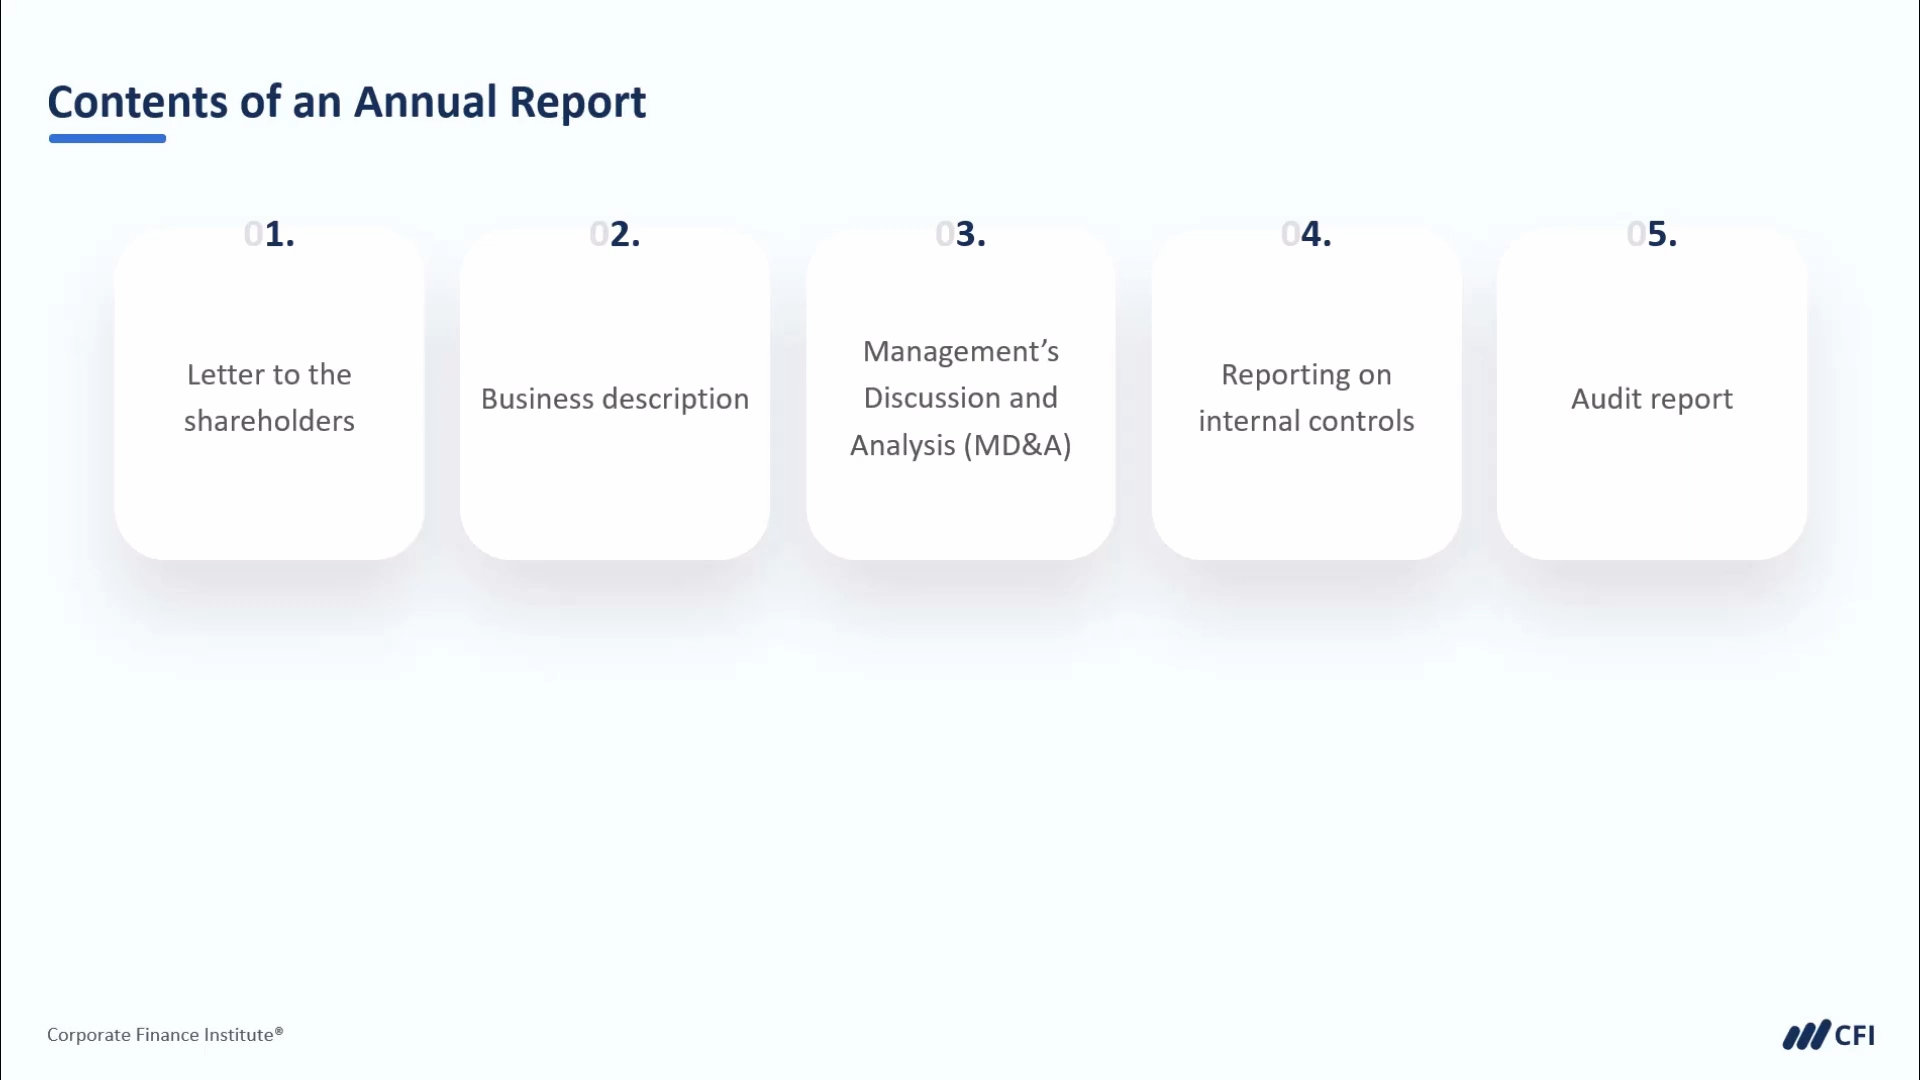 Contents of an Annual Report
01.
Letter to the
shareholders
02.
Business description
03.
Management’s
Discussion and
Analysis (MD&A)
04.
Reporting on
internal controls
05.
Audit report
Corporate Finance Institute®
CFI